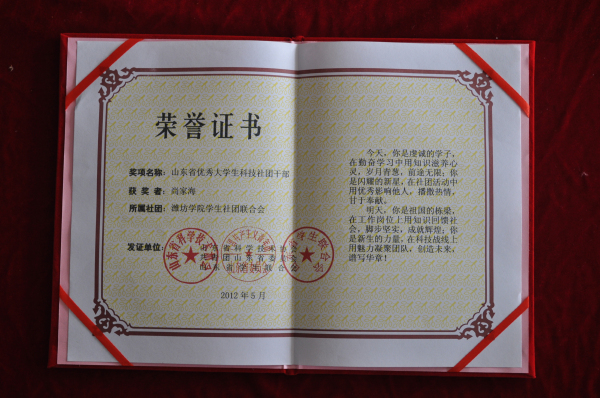 荣誉证书
奖项名称：山东省优秀大学生科技社团干部
获奖者：尚家海
所属社团：潍坊学院学生社团联合会
发证单位：
2012年5月
今天，你是虔诚的学子，
在勤奋学习中用知识滋养心
灵，岁月青葱，前途无限；你
是闪耀的新星，在社团活动中
用优秀影响他人，播散热情，
甘于奉献。
明天，你是祖国的栋梁，
在工作岗位上用知识回馈社
会，脚步坚实，成就辉煌；你
是新生的力量，在科技战线上
用魅力凝聚团队，创造未来，
谱写华章！